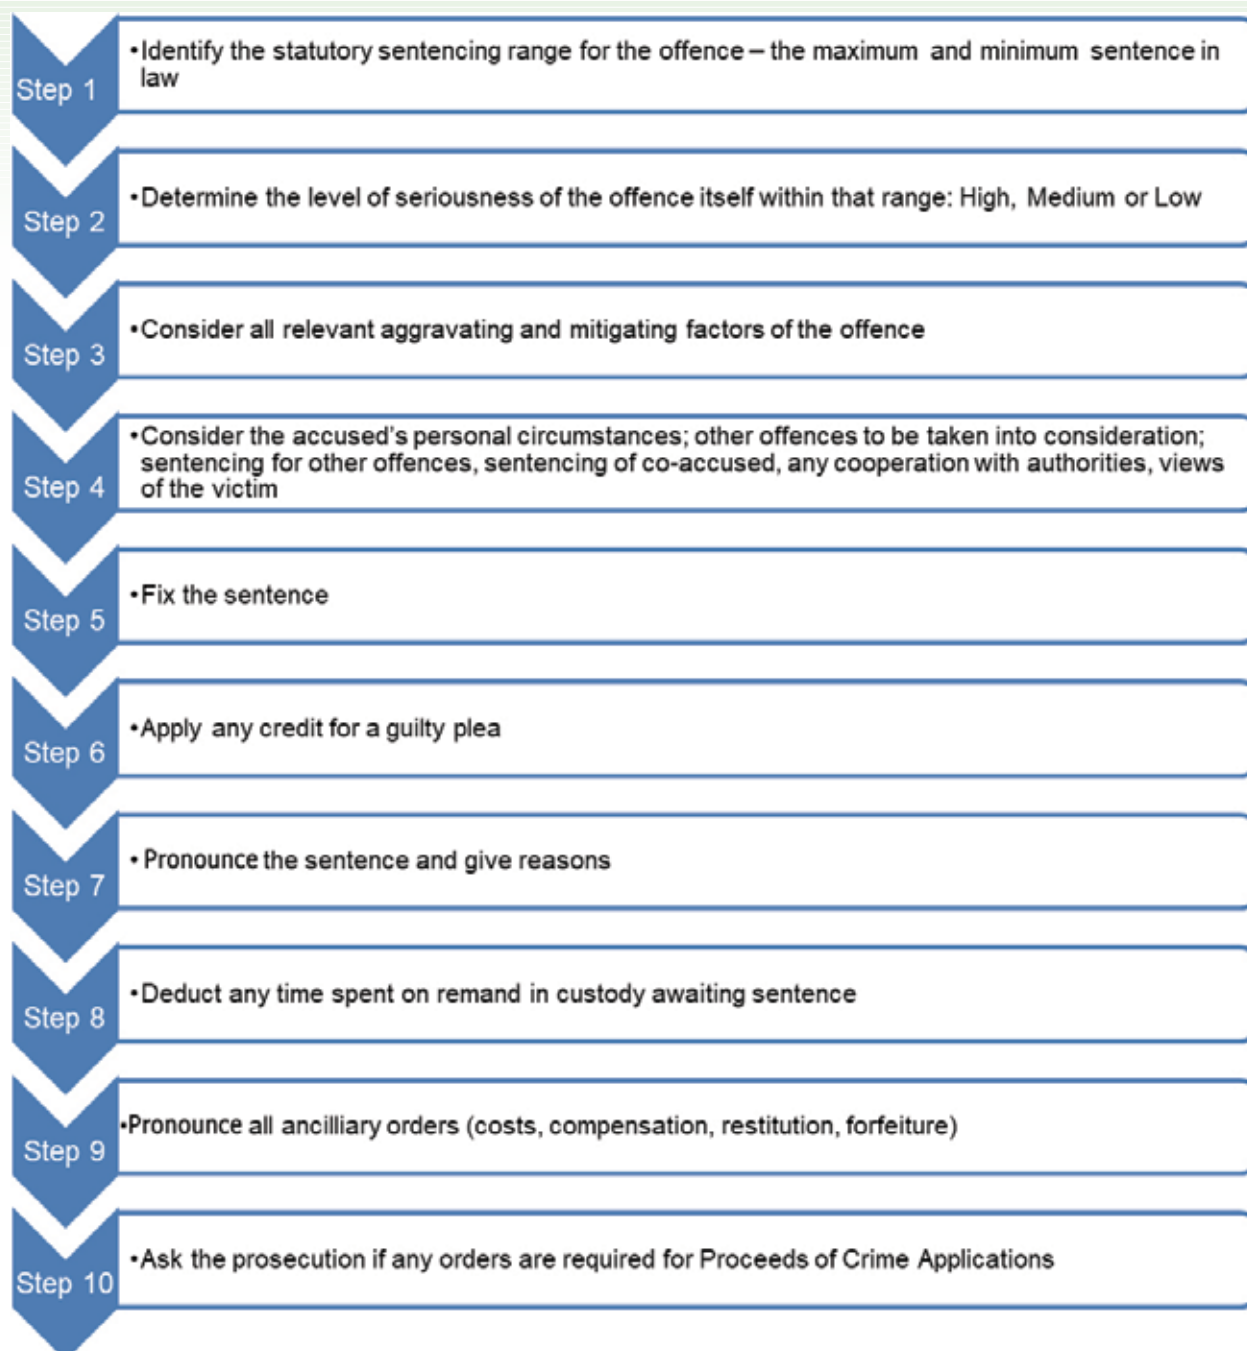 Step 1
•Identify the statutory sentencing range for the offence – the maximum and minimum sentence in
law
Step 2
•Determine the level of seriousness of the offence itself within that range: High, Medium or Low
Step 3
•Consider all relevant aggravating and mitigating factors of the offence
Step 4
•Consider the accused's personal circumstances; other offences to be taken into consideration;
sentencing for other offences, sentencing of co-accused, any cooperation with authorities, views
of the victim
Step 5
•Fix the sentence
Step 6
•Apply any credit for a guilty plea
Step 7
• Pronounce the sentence and give reasons
Step 8
•Deduct any time spent on remand in custody awaiting sentence
Step 9
•Pronounce all ancilliary orders (costs, compensation, restitution, forfeiture)
Step 10
•Ask the prosecution if any orders are required for Proceeds of Crime Applications